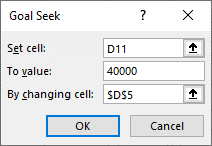 Goal Seek ? ×
Set cell: D11
To value: 40000
By changing cell: $D$5
OK Cancel